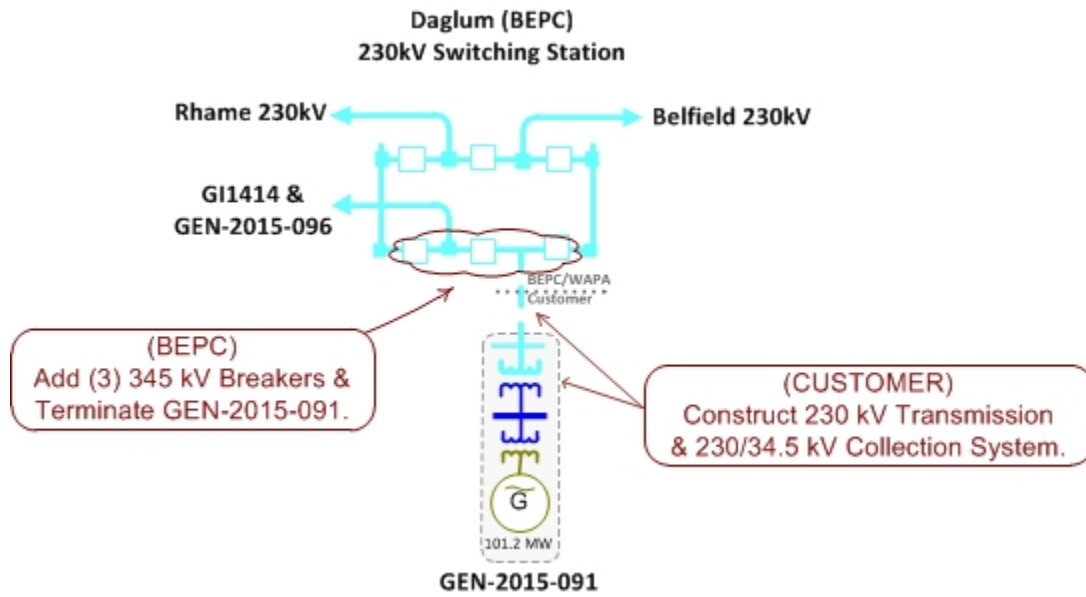 Daglum (BEPC)
230kV Switching Station
Rhame 230kV
Belfield 230kV
GI1414 &
GEN-2015-096
BEPC/WAPA
Customer
(BEPC)
Add (3) 345 kV Breakers &
Terminate GEN-2015-091.
(CUSTOMER)
Construct 230 kV Transmission
& 230/34.5 kV Collection System.
G
101.2 MW
GEN-2015-091